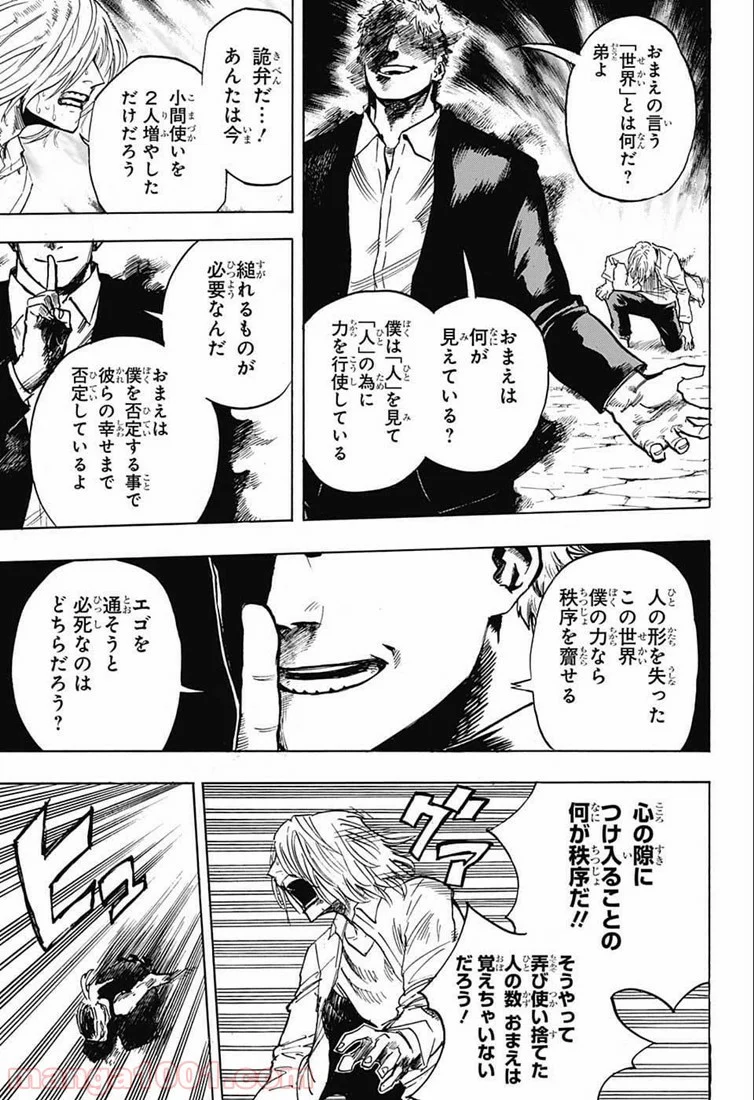 おまえの言う
「世界」とは何だ?
弟よ
おまえは
何が
見えている?
僕は「人」を見て
「人」の為に
力を行使している
詭弁だ…!
あんたは今
小間使いを
2人増やした
だけだろう
縋れるものが
必要なんだ
おまえは
僕を否定する事で
彼らの幸せまで
否定しているよ
人の形を失った
この世界
僕の力なら
秩序を齎せる
エゴを
通そうと
必死なのは
どちらだろう?
心の隙に
つけ入ることの
何が秩序だ!!
そうやって
弄び使い捨てた
人の数 おまえは
覚えちゃいない
だろう!
グッ
ヒュッ
manga1001.com